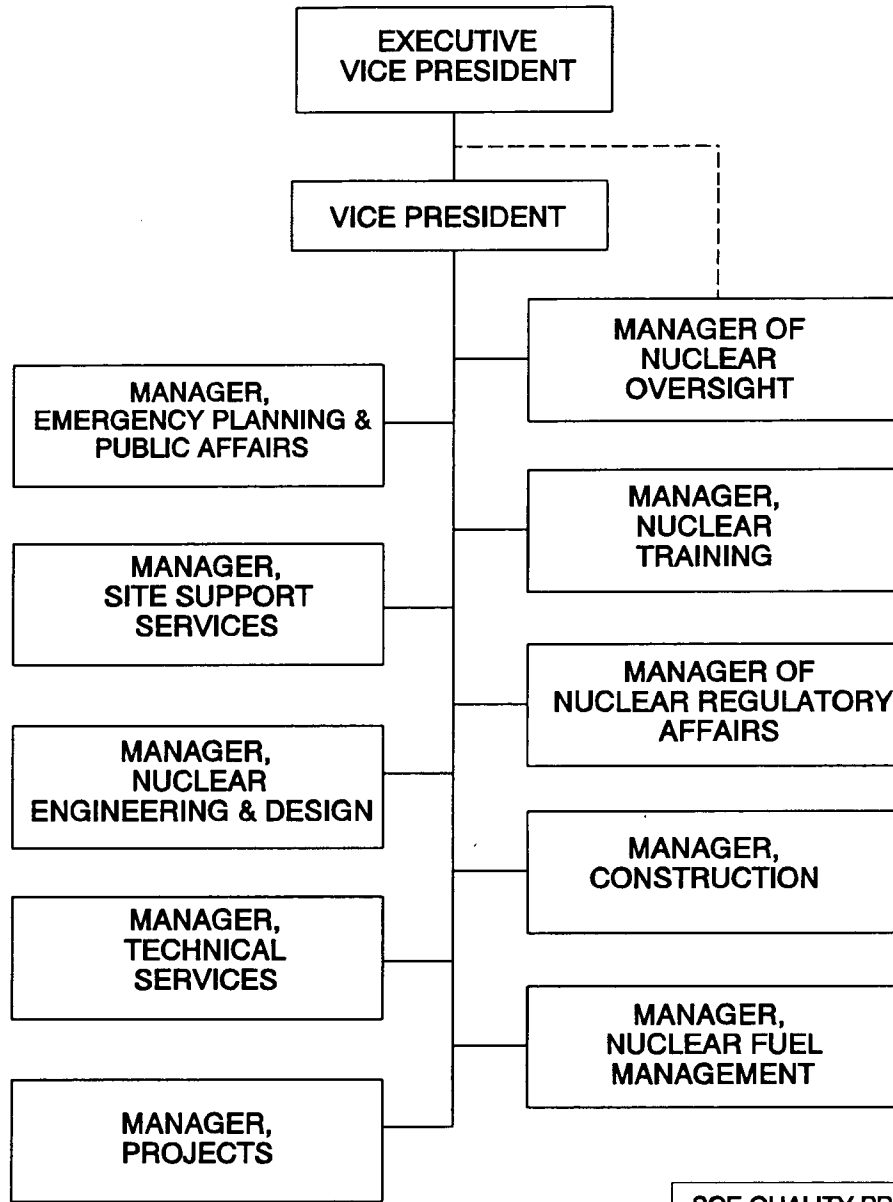 EXECUTIVE
VICE PRESIDENT
VICE PRESIDENT
MANAGER OF
NUCLEAR
OVERSIGHT
MANAGER,
EMERGENCY PLANNING &
PUBLIC AFFAIRS
MANAGER,
NUCLEAR
TRAINING
MANAGER,
SITE SUPPORT
SERVICES
MANAGER OF
NUCLEAR REGULATORY
AFFAIRS
MANAGER,
NUCLEAR
ENGINEERING & DESIGN
MANAGER,
CONSTRUCTION
MANAGER,
TECHNICAL
SERVICES
MANAGER,
NUCLEAR FUEL
MANAGEMENT
MANAGER,
PROJECTS
QUALITY